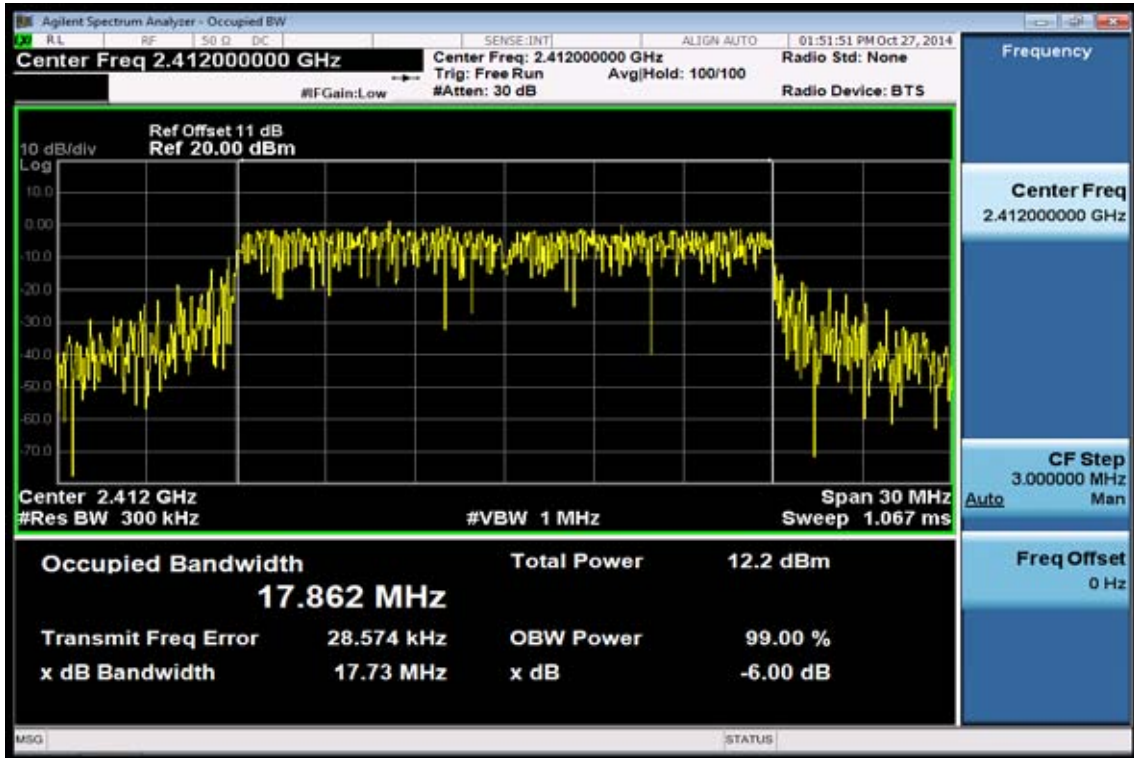 Agilent Spectrum Analyzer - Occupied BW
RL RF 50 Ω DC SENSE:INT ALIGN AUTO 01:51:51 PM Oct 27, 2014
Center Freq 2.412000000 GHz
Center Freq: 2.412000000 GHz
Radio Std: None
Trig: Free Run Avg|Hold: 100/100
#IFGain:Low
#Atten: 30 dB
Radio Device: BTS
Ref Offset 11 dB
10 dB/div Ref 20.00 dBm
Log
10.0
0.00
-10.0
-20.0
-30.0
-40.0
-50.0
-60.0
-70.0
Center 2.412 GHz Span 30 MHz
#Res BW 300 kHz #VBW 1 MHz Sweep 1.067 ms
Occupied Bandwidth Total Power 12.2 dBm
17.862 MHz
Transmit Freq Error 28.574 kHz OBW Power 99.00 %
x dB Bandwidth 17.73 MHz x dB -6.00 dB
MSG STATUS
Frequency
Center Freq
2.412000000 GHz
CF Step
3.000000 MHz
Auto Man
Freq Offset
0 Hz